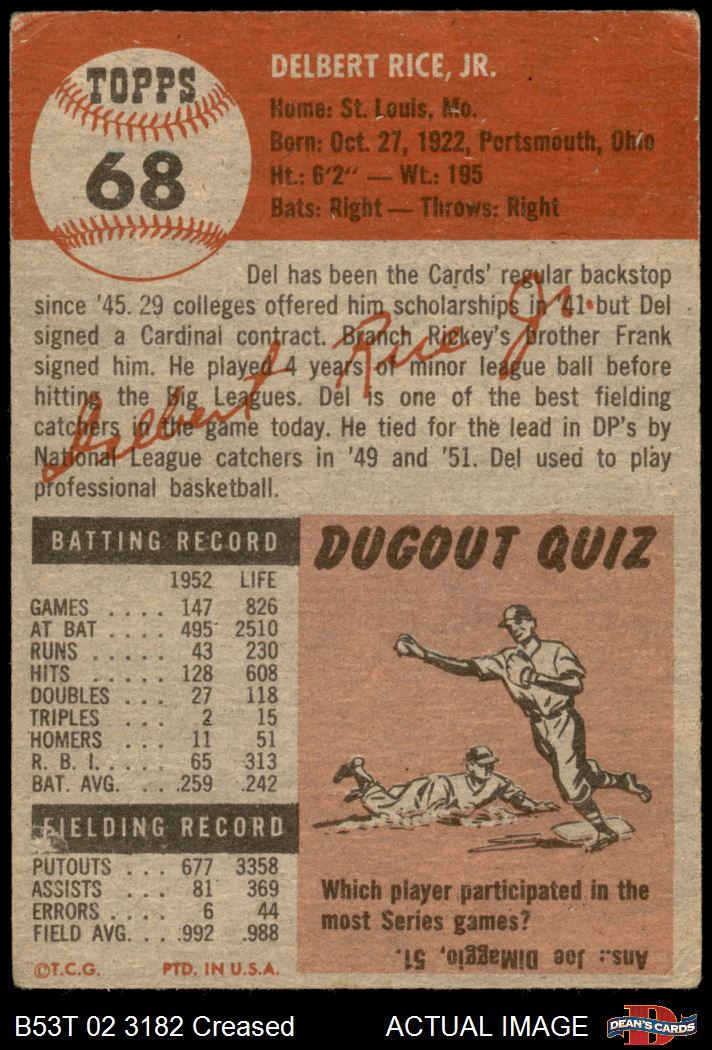 TOPPS
68
DELBERT RICE, JR.
Home: St. Louis, Mo.
Born: Oct. 27, 1922, Portsmouth, Ohio
Ht.: 6'2" — Wt.: 195
Bats: Right — Throws: Right
Del has been the Cards' regular backstop
since '45. 29 colleges offered him scholarships in '41 but Del
signed a Cardinal contract. Branch Rickey's brother Frank
signed him. He played 4 years of minor league ball before
hitting the Big Leagues. Del is one of the best fielding
catchers in the game today. He tied for the lead in DP's by
National League catchers in '49 and '51. Del used to play
professional basketball.
Delbert Rice Jr.
BATTING RECORD
1952 LIFE
GAMES . . . . 147 826
AT BAT . . . . 495 2510
RUNS . . . . . 43 230
HITS . . . . . 128 608
DOUBLES . . . 27 118
TRIPLES . . . 2 15
HOMERS . . . 11 51
R. B. I. . . . . 65 313
BAT. AVG. . . .259 .242
FIELDING RECORD
PUTOUTS . . . 677 3358
ASSISTS . . . 81 369
ERRORS . . . . 6 44
FIELD AVG. . . .992 .988
©T.C.G. PTD. IN U.S.A.
DUGOUT QUIZ
Which player participated in the
most Series games?
Ans.: Joe DiMaggio, 51.
B53T 02 3182 Creased ACTUAL IMAGE
D
DEAN'S CARDS